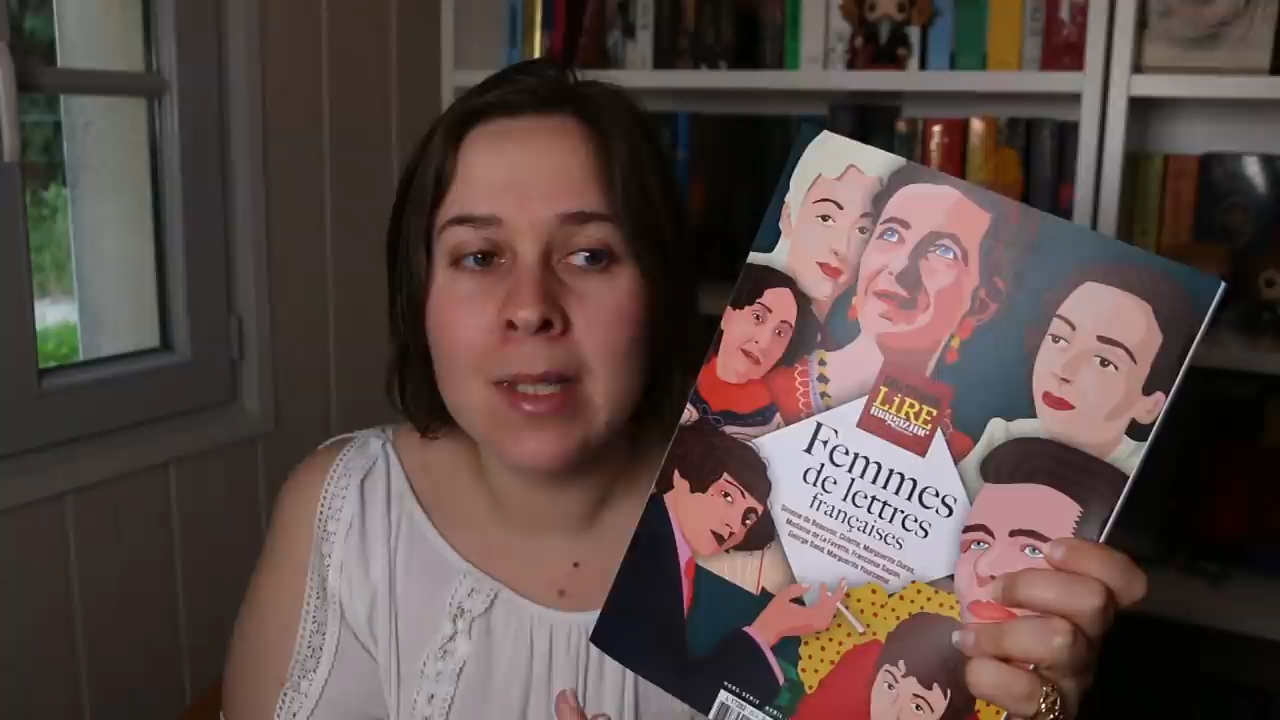 LiRE
magazine
Femmes
de lettres
françaises
Simone de Beauvoir, Colette, Marguerite Duras,
Madame de La Fayette, Françoise Sagan,
George Sand, Marguerite Yourcenar
HORS-SÉRIE AVRIL